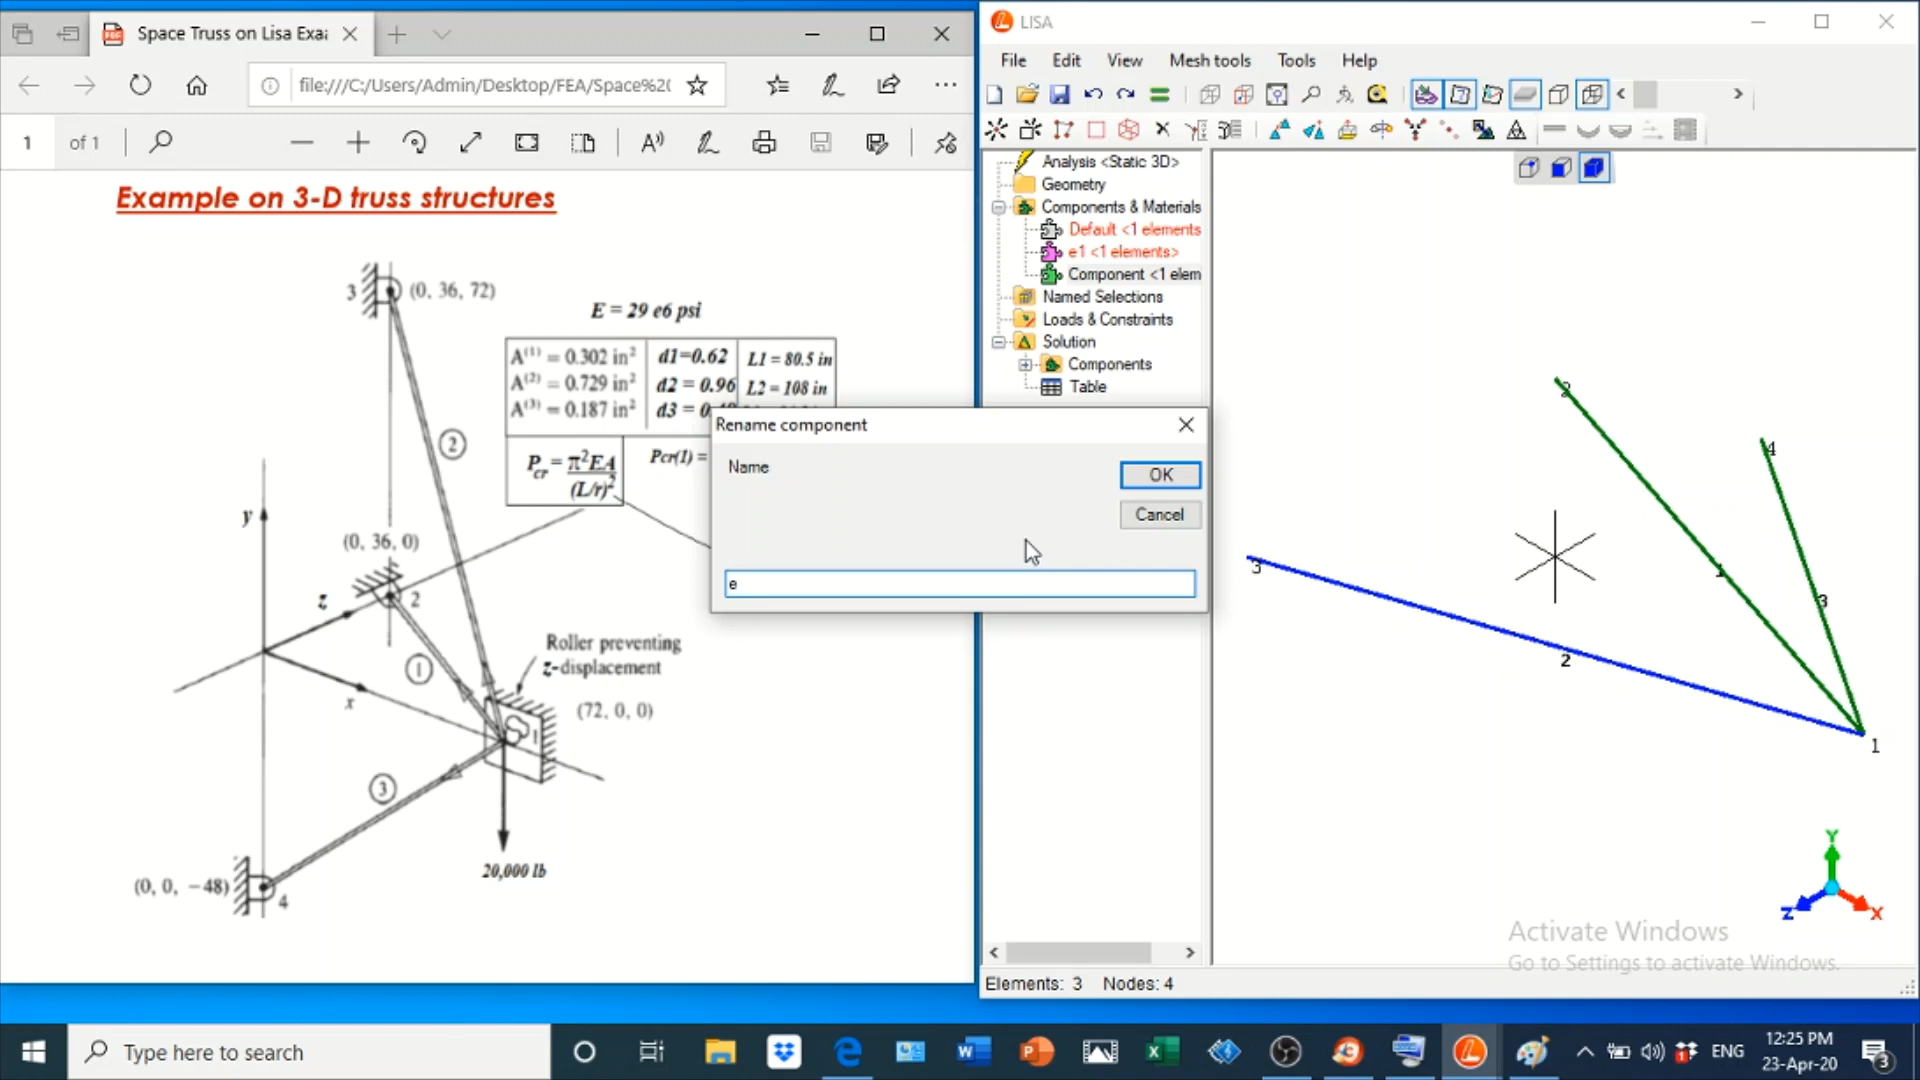 Space Truss on Lisa Exa
file:///C:/Users/Admin/Desktop/FEA/Space%2
1 of 1
Example on 3-D truss structures
3
(0, 36, 72)
E = 29 e6 psi
A(1) = 0.302 in² d1=0.62 L1 = 80.5 in
A(2) = 0.729 in² d2 = 0.96 L2 = 108 in
A(3) = 0.187 in² d3 =
2
Pcr = π²EA
(L/r)²
Pcr(1) =
y
(0, 36, 0)
z
2
1
Roller preventing
z-displacement
x
(72, 0, 0)
1
3
20,000 lb
(0, 0, −48)
4
LISA
File Edit View Mesh tools Tools Help
Analysis <Static 3D>
Geometry
Components & Materials
Default <1 elements
e1 <1 elements>
Component <1 elem
Named Selections
Loads & Constraints
Solution
Components
Table
Rename component
Name
OK
Cancel
e
2
4
3
1
3
2
1
Y
Z
X
Activate Windows
Go to Settings to activate Windows.
Elements: 3 Nodes: 4
Type here to search
ENG
12:25 PM
23-Apr-20
3